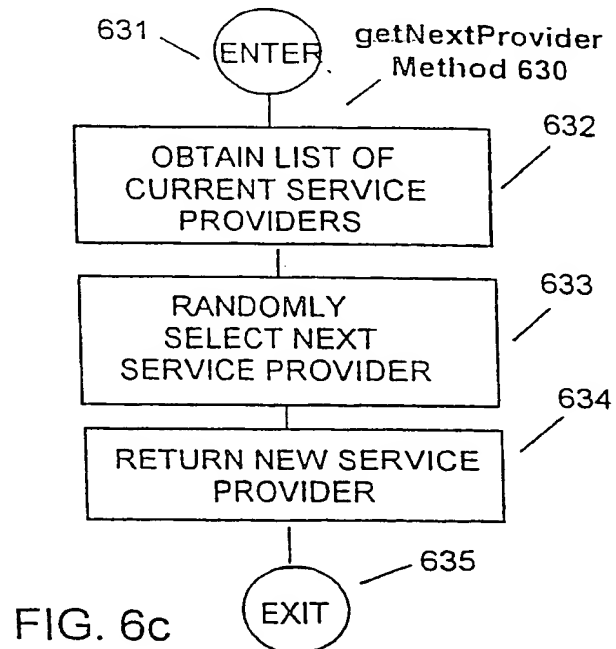 631
ENTER
getNextProvider
Method 630
632
OBTAIN LIST OF
CURRENT SERVICE
PROVIDERS
633
RANDOMLY
SELECT NEXT
SERVICE PROVIDER
634
RETURN NEW SERVICE
PROVIDER
635
EXIT
FIG. 6c